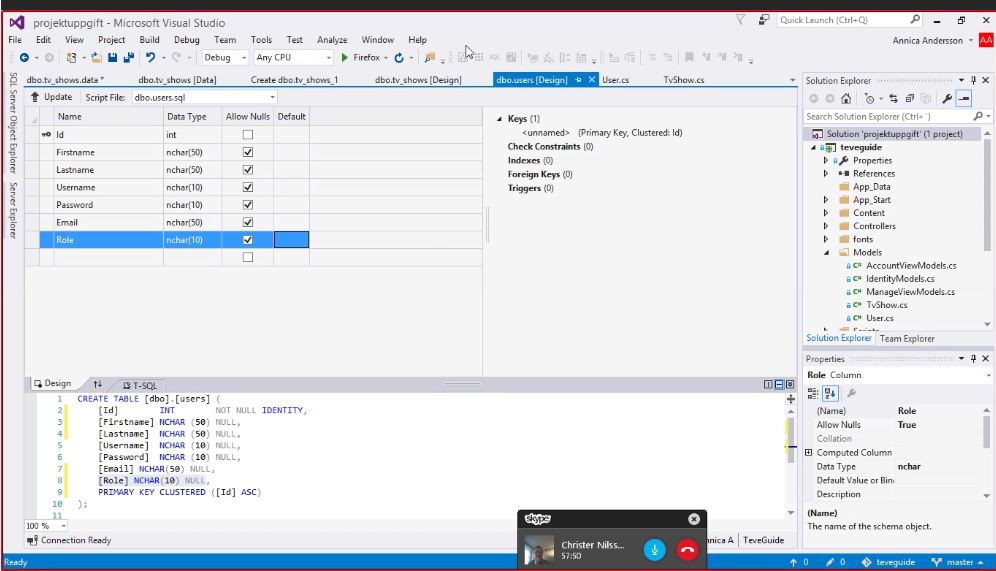 projektuppgift - Microsoft Visual Studio
Quick Launch (Ctrl+Q)
File Edit View Project Build Debug Team Tools Test Analyze Window Help
Annica Andersson AA
Debug Any CPU Firefox
dbo.tv_shows.data * dbo.tv_shows [Data] Create dbo.tv_shows_1 dbo.tv_shows [Design] dbo.users [Design] User.cs TvShow.cs
SQL Server Object Explorer
Server Explorer
Update Script File: dbo.users.sql
Name Data Type Allow Nulls Default
Id int
Firstname nchar(50)
Lastname nchar(50)
Username nchar(10)
Password nchar(10)
Email nchar(50)
Role nchar(10)
Keys (1)
<unnamed> (Primary Key, Clustered: Id)
Check Constraints (0)
Indexes (0)
Foreign Keys (0)
Triggers (0)
Design T-SQL
1 CREATE TABLE [dbo].[users] (
2 [Id] INT NOT NULL IDENTITY,
3 [Firstname] NCHAR (50) NULL,
4 [Lastname] NCHAR (50) NULL,
5 [Username] NCHAR (10) NULL,
6 [Password] NCHAR (10) NULL,
7 [Email] NCHAR(50) NULL,
8 [Role] NCHAR(10) NULL,
9 PRIMARY KEY CLUSTERED ([Id] ASC)
10 );
11
100 %
Connection Ready
nnica A TeveGuide
Solution Explorer
Search Solution Explorer (Ctrl+¨)
Solution 'projektuppgift' (1 project)
teveguide
Properties
References
App_Data
App_Start
Content
Controllers
fonts
Models
AccountViewModels.cs
IdentityModels.cs
ManageViewModels.cs
TvShow.cs
User.cs
Solution Explorer Team Explorer
Properties
Role Column
(Name) Role
Allow Nulls True
Collation
Computed Column
Data Type nchar
Default Value or Bin
Description
(Name)
The name of the schema object.
skype
Christer Nilss...
57:50
Ready
0 0 teveguide master